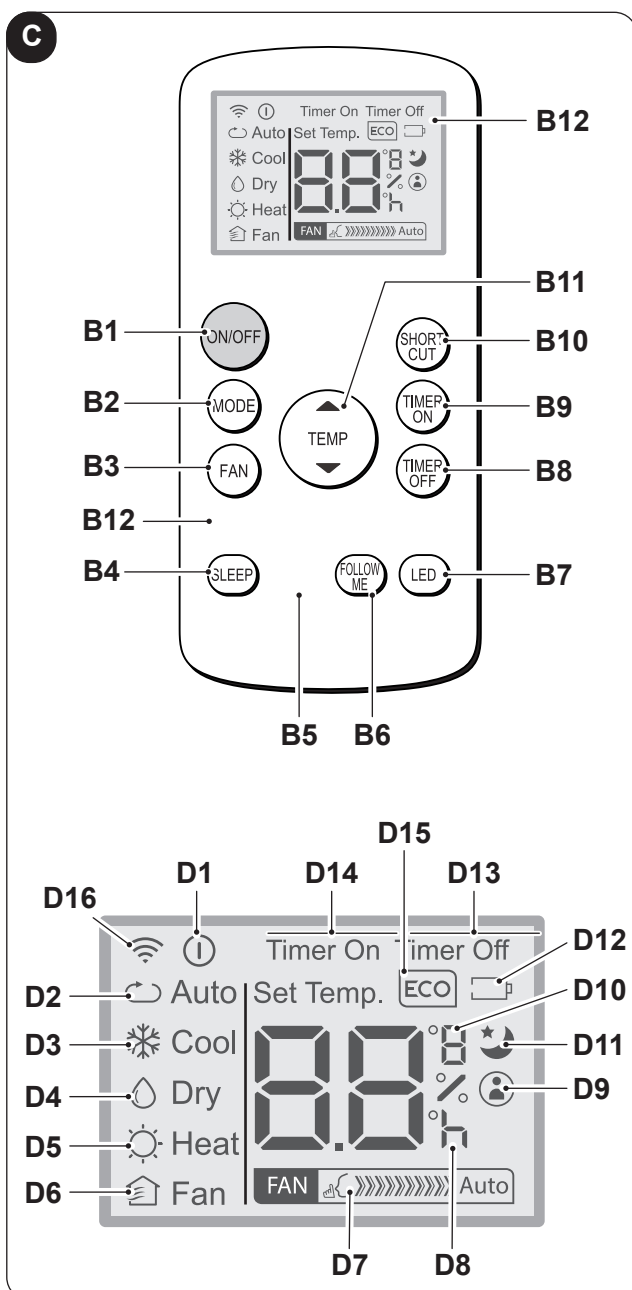 C
Timer On Timer Off
Auto Set Temp. ECO
Cool
Dry
Heat
Fan FAN Auto
B12
B11
B1 ON/OFF
SHORT CUT B10
B2 MODE
TIMER ON B9
TEMP
B3 FAN
TIMER OFF B8
B12
B4 SLEEP
FOLLOW ME
LED B7
B5 B6
D15
D1 D14 D13
D16
D12
Timer On Timer Off
D10
D2 Auto Set Temp. ECO
D3 Cool 88 °8 D11
D4 Dry % D9
D5 Heat °h
D6 Fan FAN Auto
D7 D8